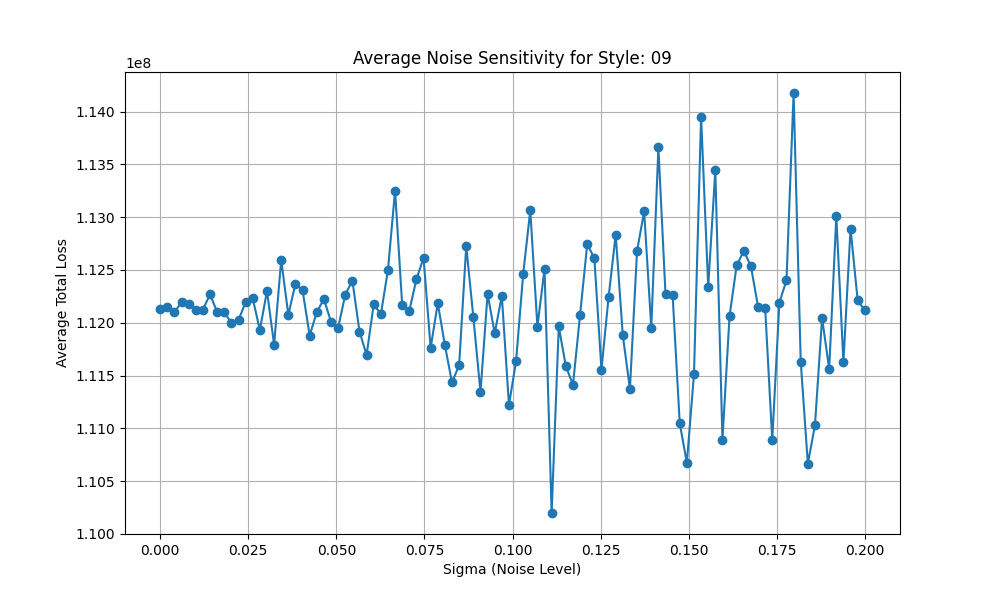 Average Noise Sensitivity for Style: 09
1e8
1.140
1.135
1.130
1.125
1.120
1.115
1.110
1.105
1.100
Average Total Loss
0.000 0.025 0.050 0.075 0.100 0.125 0.150 0.175 0.200
Sigma (Noise Level)